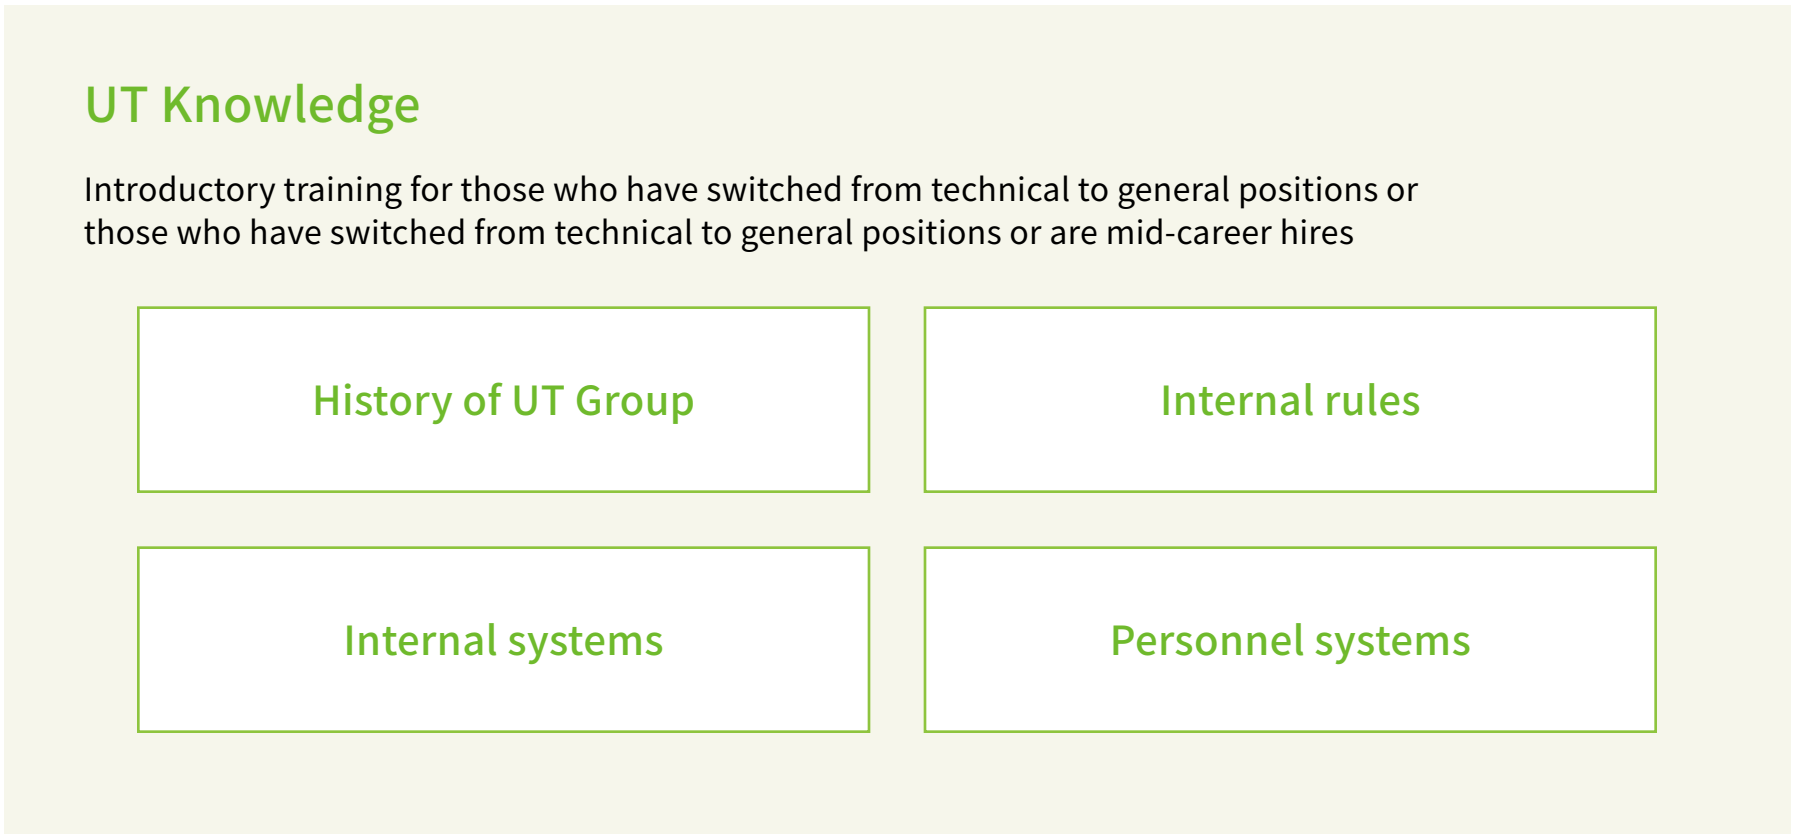 UT Knowledge
Introductory training for those who have switched from technical to general positions or
those who have switched from technical to general positions or are mid-career hires
History of UT Group
Internal rules
Internal systems
Personnel systems